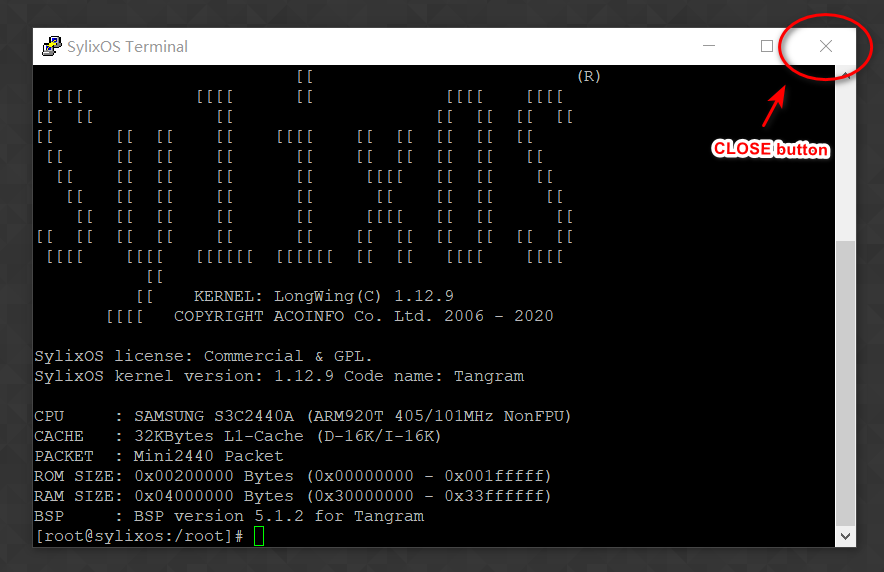 SylixOS Terminal
[[ (R)
[[[[ [[[[ [[ [[[[ [[[[
[[ [[ [[ [[ [[ [[ [[
[[ [[ [[ [[ [[[[ [[ [[ [[ [[ [[
[[ [[ [[ [[ [[ [[ [[ [[ [[ [[
[[ [[ [[ [[ [[ [[[[ [[ [[ [[
[[ [[ [[ [[ [[ [[ [[ [[ [[
[[ [[ [[ [[ [[ [[[[ [[ [[ [[
[[ [[ [[ [[ [[ [[ [[ [[ [[ [[ [[ [[
[[[[ [[[[ [[[[[[ [[[[[[ [[ [[ [[[[ [[[[
[[
[[ KERNEL: LongWing(C) 1.12.9
[[[[ COPYRIGHT ACOINFO Co. Ltd. 2006 - 2020
SylixOS license: Commercial & GPL.
SylixOS kernel version: 1.12.9 Code name: Tangram
CPU : SAMSUNG S3C2440A (ARM920T 405/101MHz NonFPU)
CACHE : 32KBytes L1-Cache (D-16K/I-16K)
PACKET : Mini2440 Packet
ROM SIZE: 0x00200000 Bytes (0x00000000 - 0x001fffff)
RAM SIZE: 0x04000000 Bytes (0x30000000 - 0x33ffffff)
BSP : BSP version 5.1.2 for Tangram
[root@sylixos:/root]#
CLOSE button